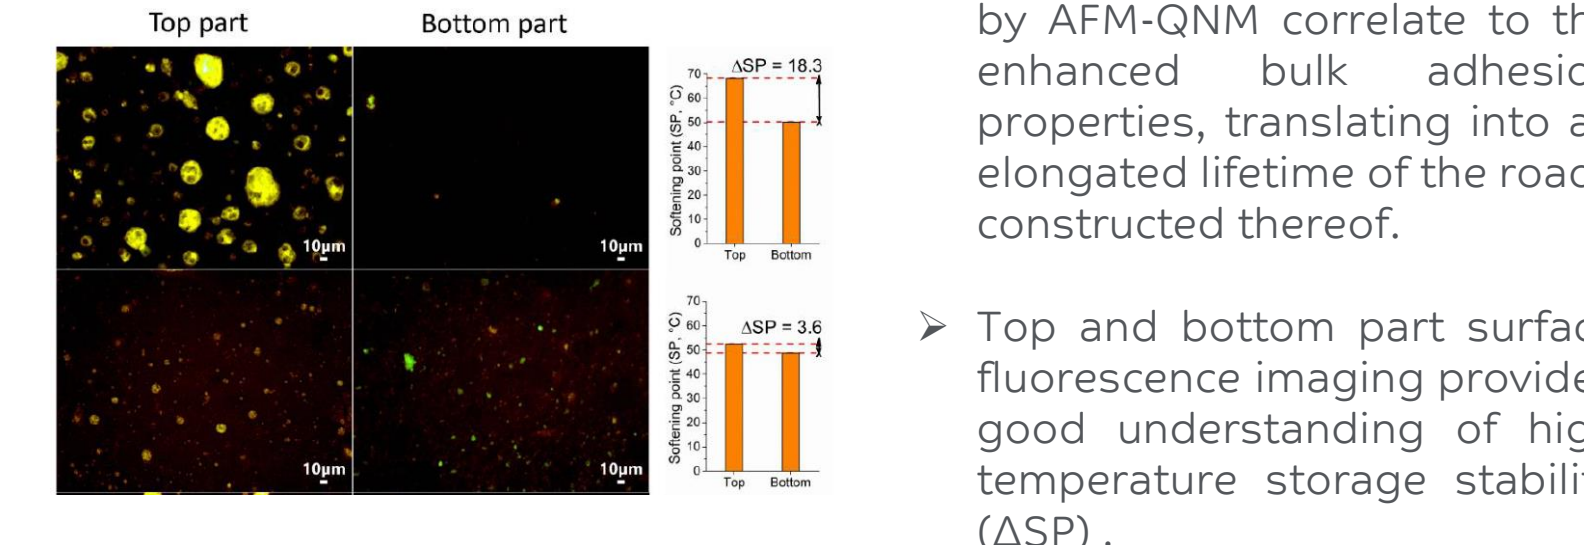 Top part
Bottom part
10µm
10µm
10µm
10µm
ΔSP = 18.3
Softening point (SP, °C)
70
60
50
40
30
20
10
0
Top
Bottom
ΔSP = 3.6
Softening point (SP, °C)
70
60
50
40
30
20
10
0
Top
Bottom
by AFM-QNM correlate to th
enhanced bulk adhesio
properties, translating into a
elongated lifetime of the road
constructed thereof.
➢ Top and bottom part surfac
fluorescence imaging provide
good understanding of hig
temperature storage stabilit
(ΔSP) .